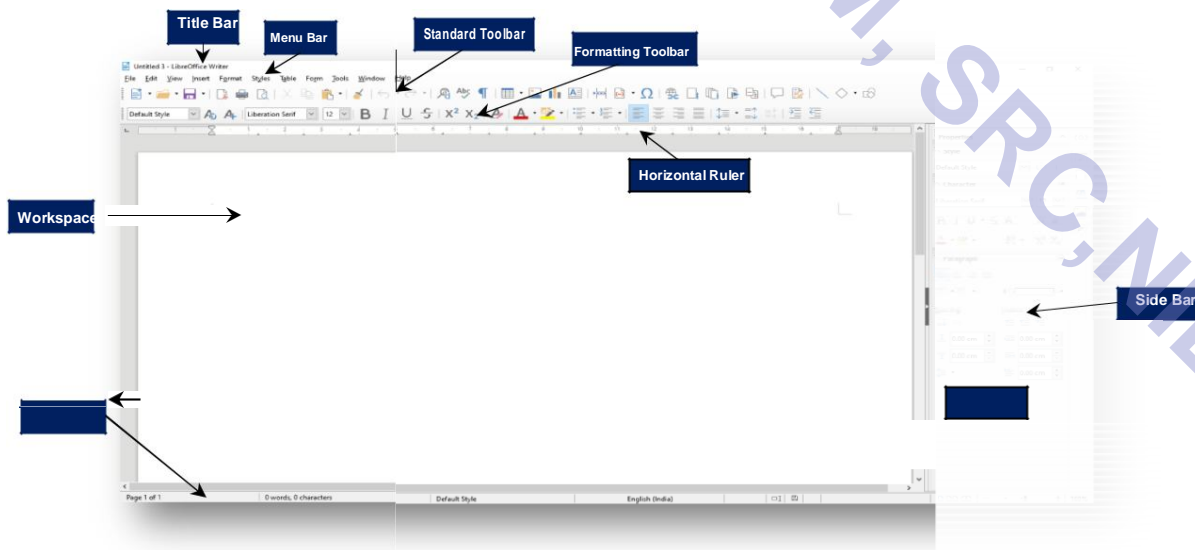 Title Bar
Menu Bar
Standard Toolbar
Formatting Toolbar
Untitled 1 - LibreOffice Writer
File Edit View Insert Format Styles Table Form Tools Window Help
Default Style Liberation Serif 12
Horizontal Ruler
Workspace
Side Bar
Page 1 of 1 0 words, 0 characters Default Style English (India)
M, SRC, NIE